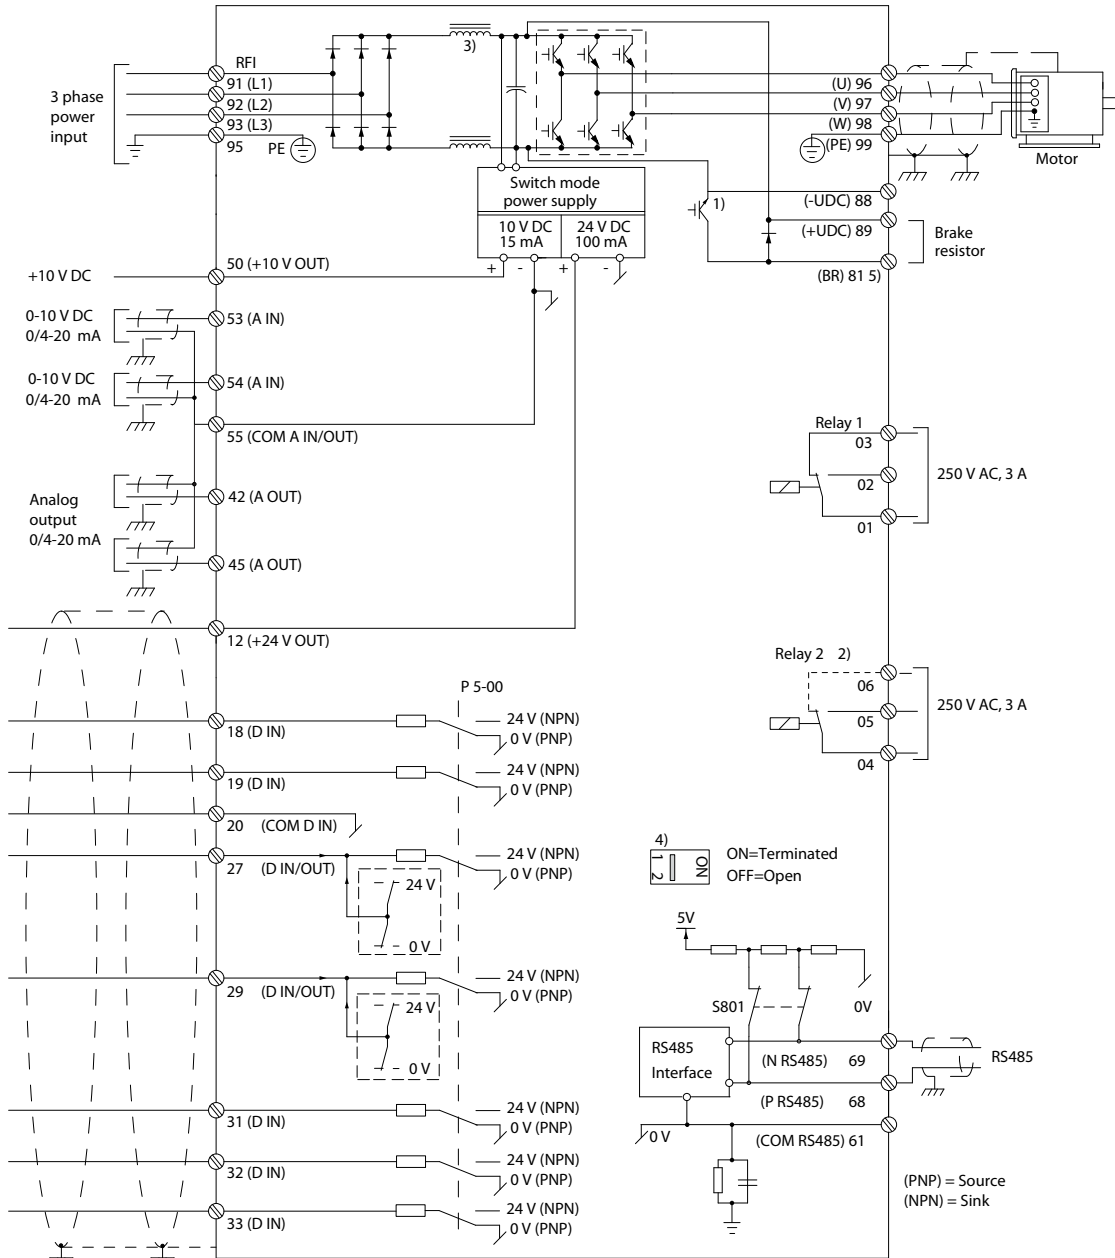 3 phase
power
input
RFI
91 (L1)
92 (L2)
93 (L3)
95
PE
3)
(U) 96
(V) 97
(W) 98
(PE) 99
Motor
Switch mode
power supply
10 V DC
15 mA
24 V DC
100 mA
+
-
+
-
1)
(-UDC) 88
(+UDC) 89
(BR) 81 5)
Brake
resistor
+10 V DC
50 (+10 V OUT)
0-10 V DC
0/4-20 mA
53 (A IN)
0-10 V DC
0/4-20 mA
54 (A IN)
55 (COM A IN/OUT)
Analog
output
0/4-20 mA
42 (A OUT)
45 (A OUT)
12 (+24 V OUT)
Relay 1
03
02
01
250 V AC, 3 A
Relay 2 2)
06
05
04
250 V AC, 3 A
P 5-00
18 (D IN)
24 V (NPN)
0 V (PNP)
19 (D IN)
24 V (NPN)
0 V (PNP)
20 (COM D IN)
27 (D IN/OUT)
24 V (NPN)
0 V (PNP)
24 V
0 V
29 (D IN/OUT)
24 V (NPN)
0 V (PNP)
24 V
0 V
31 (D IN)
24 V (NPN)
0 V (PNP)
32 (D IN)
24 V (NPN)
0 V (PNP)
33 (D IN)
24 V (NPN)
0 V (PNP)
4)
1 2
ON
ON=Terminated
OFF=Open
5V
S801
0V
RS485
Interface
(N RS485) 69
(P RS485) 68
RS485
0 V
(COM RS485) 61
(PNP) = Source
(NPN) = Sink